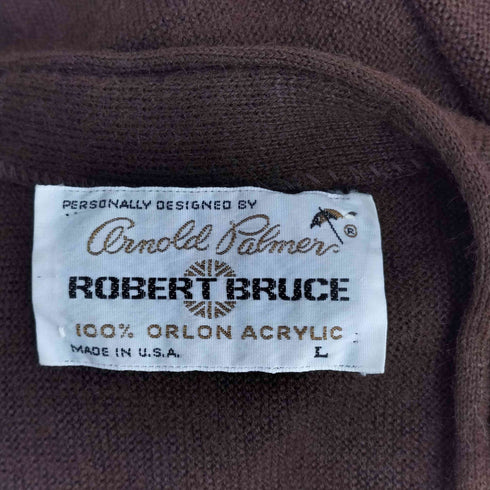 PERSONALLY DESIGNED BY
Arnold Palmer ®
ROBERT BRUCE
100% ORLON ACRYLIC
MADE IN U.S.A. L